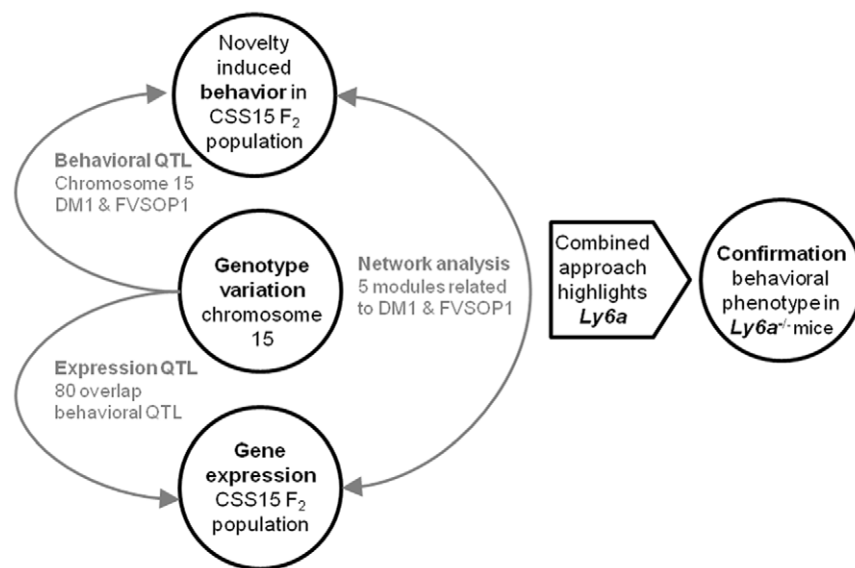 Novelty
induced
behavior in
CSS15 F₂
population
Behavioral QTL
Chromosome 15
DM1 & FVSOP1
Genotype
variation
chromosome
15
Network analysis
5 modules related
to DM1 & FVSOP1
Expression QTL
80 overlap
behavioral QTL
Gene
expression
CSS15 F₂
population
Combined
approach
highlights
Ly6a
Confirmation
behavioral
phenotype in
Ly6a⁻/⁻ mice